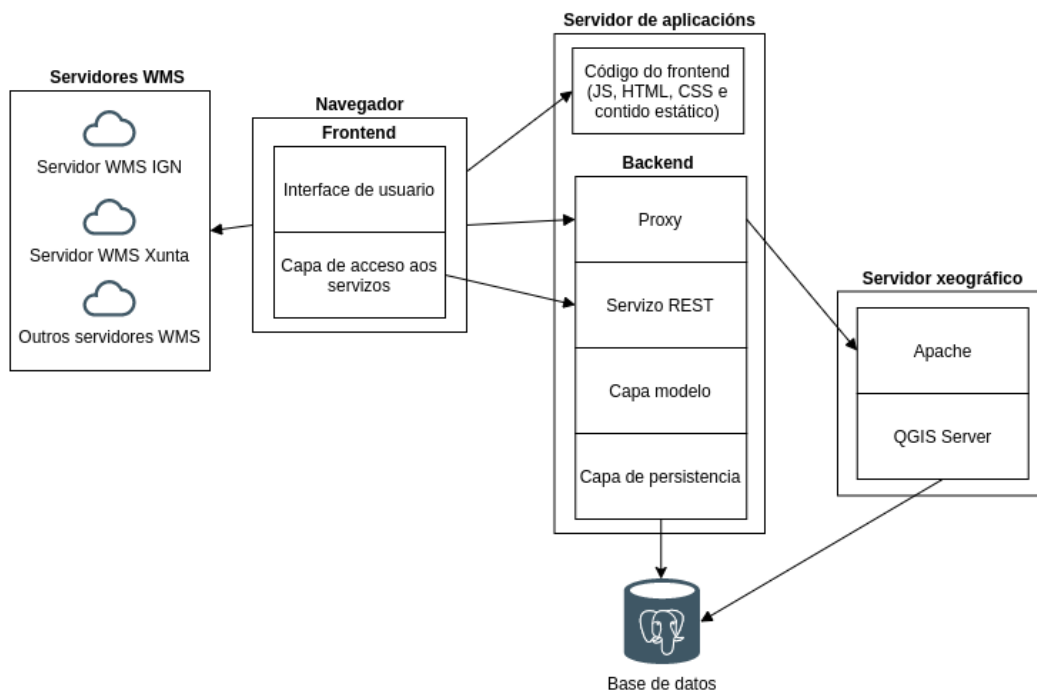 Servidores WMS
Servidor WMS IGN
Servidor WMS Xunta
Outros servidores WMS
Navegador
Frontend
Interface de usuario
Capa de acceso aos
servizos
Servidor de aplicacións
Código do frontend
(JS, HTML, CSS e
contido estático)
Backend
Proxy
Servizo REST
Capa modelo
Capa de persistencia
Servidor xeográfico
Apache
QGIS Server
Base de datos